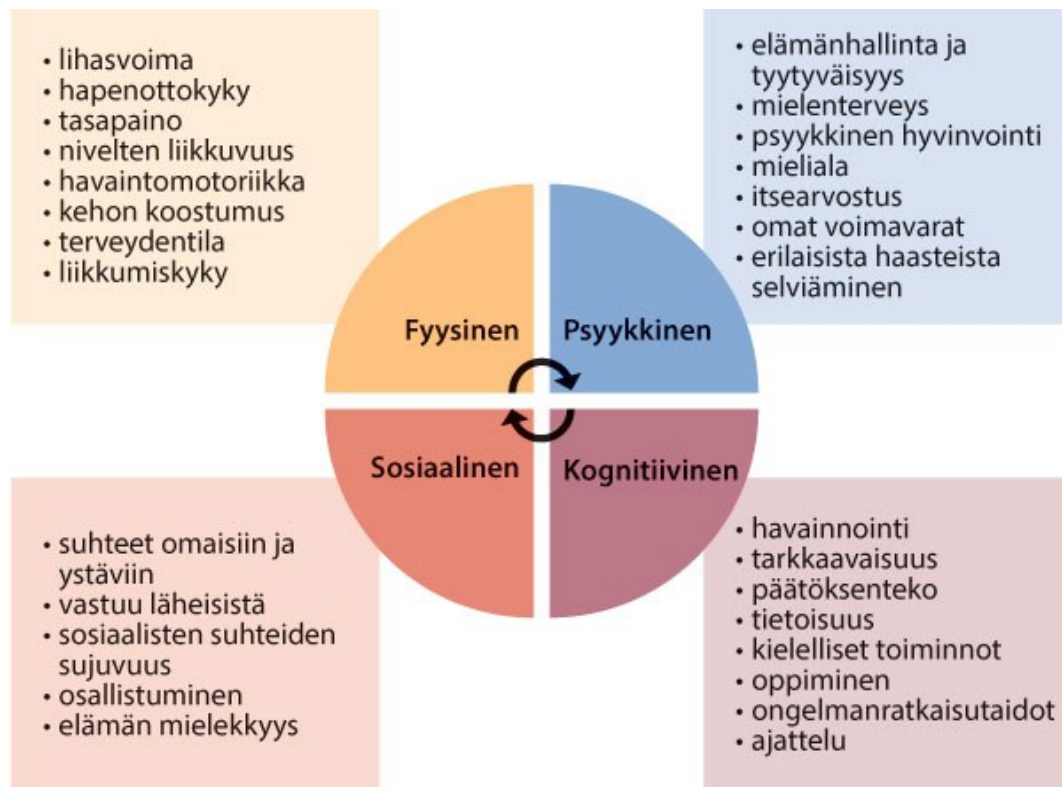 • lihasvoima
• hapenottokyky
• tasapaino
• nivelten liikkuvuus
• havaintomotoriikka
• kehon koostumus
• terveydentila
• liikkumiskyky
• elämänhallinta ja
tyytyväisyys
• mielenterveys
• psyykkinen hyvinvointi
• mieliala
• itsearvostus
• omat voimavarat
• erilaisista haasteista
selviäminen
Fyysinen
Psyykkinen
Sosiaalinen
Kognitiivinen
• suhteet omaisiin ja
ystäviin
• vastuu läheisistä
• sosiaalisten suhteiden
sujuvuus
• osallistuminen
• elämän mielekkyys
• havainnointi
• tarkkaavaisuus
• päätöksenteko
• tietoisuus
• kielelliset toiminnot
• oppiminen
• ongelmanratkaisutaidot
• ajattelu